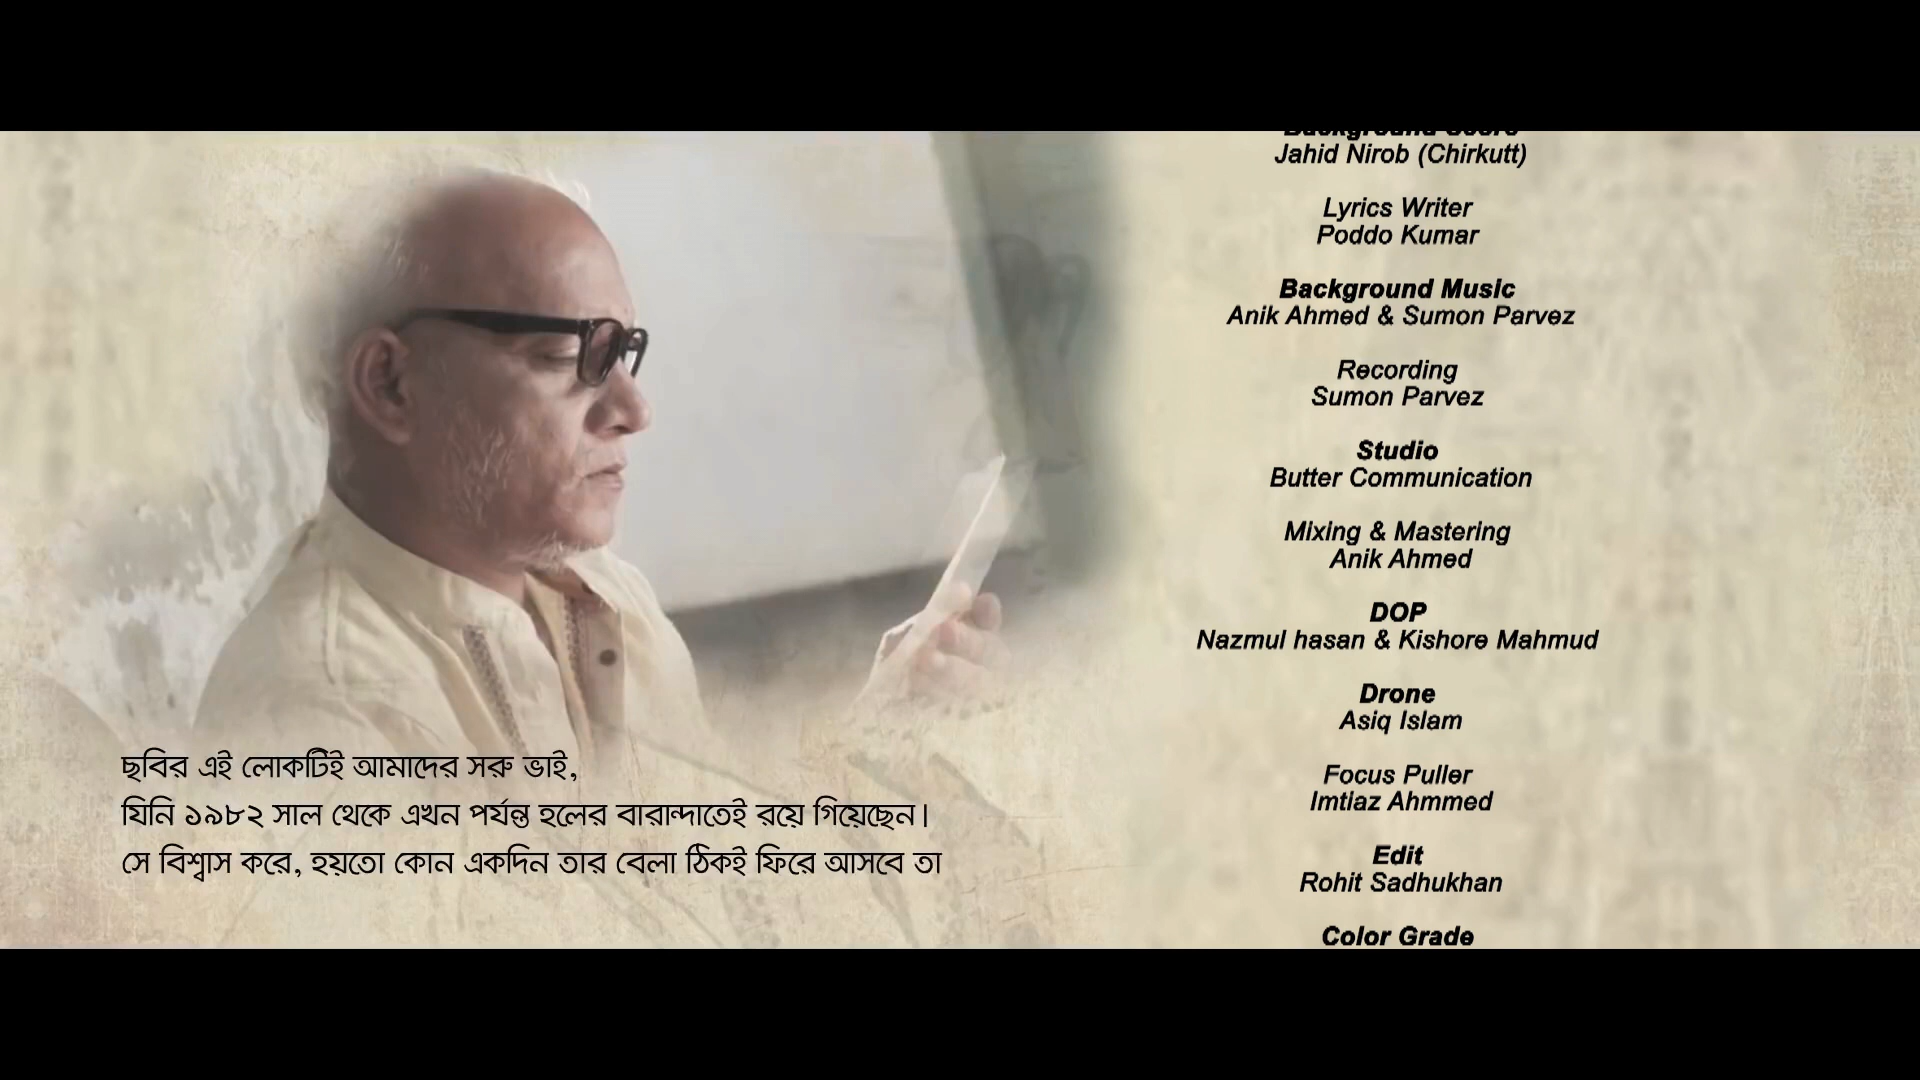 ছবির এই লোকটিই আমাদের সরু ভাই,
যিনি ১৯৮২ সাল থেকে এখন পর্যন্ত হলের বারান্দাতেই রয়ে গিয়েছেন।
সে বিশ্বাস করে, হয়তো কোন একদিন তার বেলা ঠিকই ফিরে আসবে তা
Background Score
Jahid Nirob (Chirkutt)
Lyrics Writer
Poddo Kumar
Background Music
Anik Ahmed & Sumon Parvez
Recording
Sumon Parvez
Studio
Butter Communication
Mixing & Mastering
Anik Ahmed
DOP
Nazmul hasan & Kishore Mahmud
Drone
Asiq Islam
Focus Puller
Imtiaz Ahmmed
Edit
Rohit Sadhukhan
Color Grade